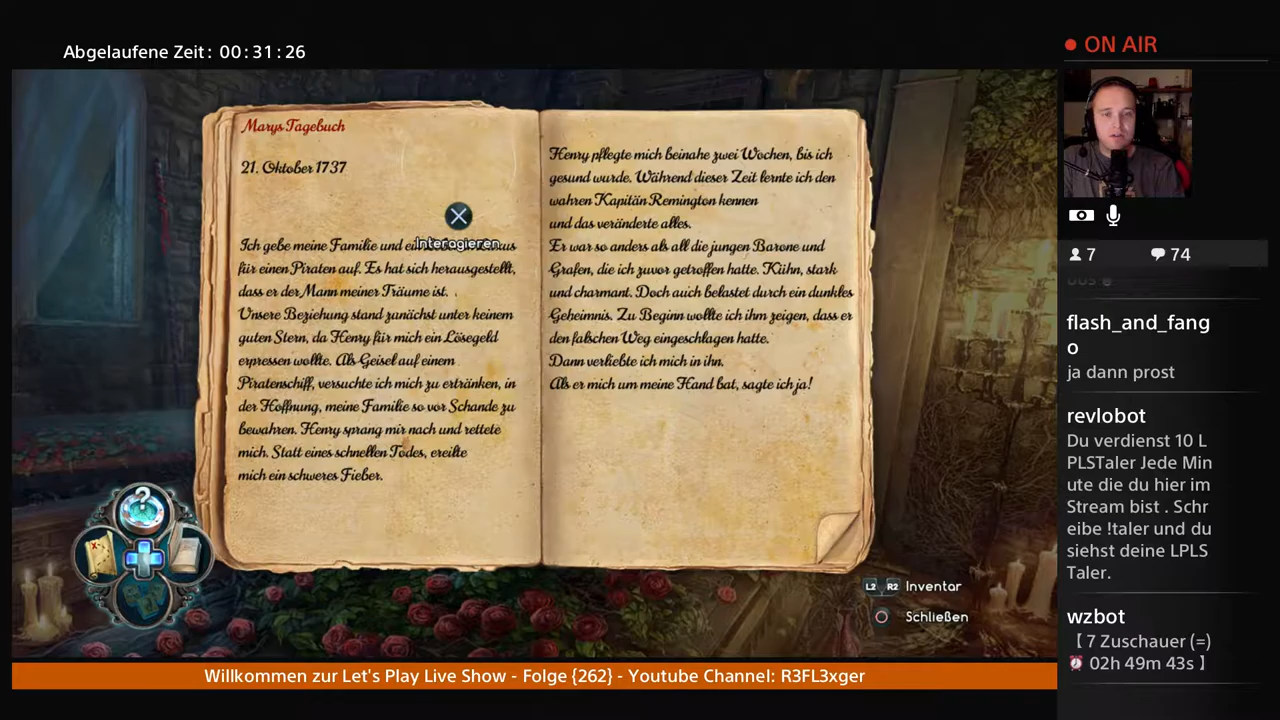 Abgelaufene Zeit: 00:31:26
ON AIR
Marys Tagebuch
21. Oktober 1737
Interagieren
Ich gebe meine Familie und
für einen Piraten auf. Es hat sich herausgestellt,
dass er der Mann meiner Träume ist.
Unsere Beziehung stand zunächst unter keinem
guten Stern, da Henry für mich ein Lösegeld
erpressen wollte. Als Geisel auf einem
Piratenschiff, versuchte ich mich zu ertränken, in
der Hoffnung, meine Familie so vor Schande zu
bewahren. Henry sprang mir nach und rettete
mich. Statt eines schnellen Todes, ereilte
mich ein schweres Fieber.
Henry pflegte mich beinahe zwei Wochen, bis ich
gesund wurde. Während dieser Zeit lernte ich den
wahren Kapitän Remington kennen
und das veränderte alles.
Er war so anders als all die jungen Barone und
Grafen, die ich zuvor getroffen hatte. Kühn, stark
und charmant. Doch auch belastet durch ein dunkles
Geheimnis. Zu Beginn wollte ich ihm zeigen, dass er
den falschen Weg eingeschlagen hatte.
Dann verliebte ich mich in ihn.
Als er mich um meine Hand bat, sagte ich ja!
L2 R2 Inventar
Schließen
7 74
flash_and_fang
o
ja dann prost
revlobot
Du verdienst 10 L
PLSTaler Jede Min
ute die du hier im
Stream bist . Schr
eibe !taler und du
siehst deine LPLS
Taler.
wzbot
【 7 Zuschauer (=)
⏰ 02h 49m 43s 】
Willkommen zur Let's Play Live Show - Folge {262} - Youtube Channel: R3FL3xger